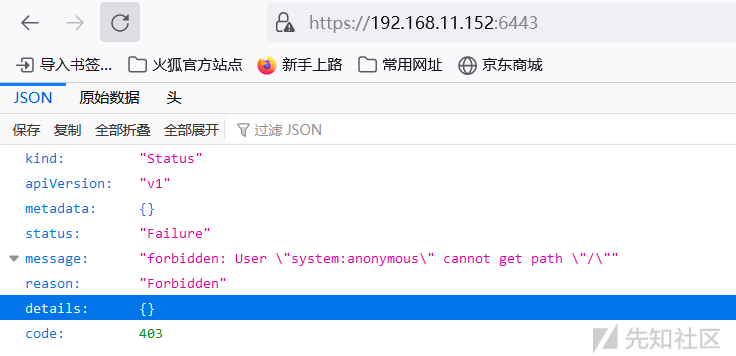 https://192.168.11.152:6443
导入书签... 火狐官方站点 新手上路 常用网址 京东商城
JSON 原始数据 头
保存 复制 全部折叠 全部展开 过滤 JSON
kind: "Status"
apiVersion: "v1"
metadata: {}
status: "Failure"
message: "forbidden: User \"system:anonymous\" cannot get path \"/\""
reason: "Forbidden"
details: {}
code: 403
先知社区